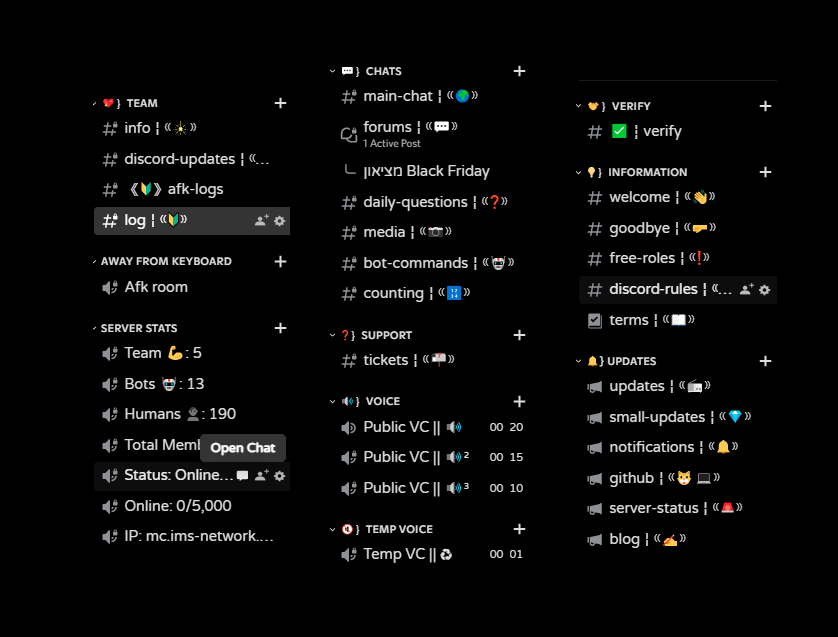 TEAM
info ¦ «☀»
discord-updates ¦ «...
《🔰》 afk-logs
log ¦ «🔰»
AWAY FROM KEYBOARD
Afk room
SERVER STATS
Team 💪: 5
Bots 🤖: 13
Humans 👤: 190
Total Memb
Open Chat
Status: Online...
Online: 0/5,000
IP: mc.ims-network....
💬 } CHATS
main-chat ¦ «🌍»
forums ¦ «💬»
1 Active Post
מציאון Black Friday
daily-questions ¦ «❓»
media ¦ «📷»
bot-commands ¦ «🤖»
counting ¦ «🔢»
❓ } SUPPORT
tickets ¦ «📬»
🔊 } VOICE
Public VC || 🔊 00 20
Public VC || 🔊² 00 15
Public VC || 🔊³ 00 10
🔇 } TEMP VOICE
Temp VC || ♻ 00 01
VERIFY
✅ ¦ verify
💡 } INFORMATION
welcome ¦ «👋»
goodbye ¦ «🤛»
free-roles ¦ «❗»
discord-rules ¦ «...
terms ¦ «📖»
🔔 } UPDATES
updates ¦ «📻»
small-updates ¦ «💎»
notifications ¦ «🔔»
github ¦ «🐱💻»
server-status ¦ «🚨»
blog ¦ «✍»